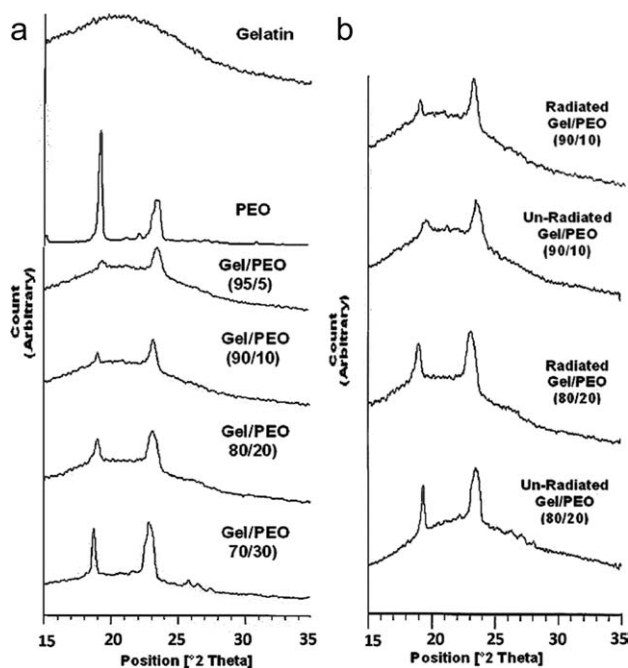 a
Gelatin
PEO
Gel/PEO
(95/5)
Gel/PEO
(90/10)
Gel/PEO
80/20)
Gel/PEO
70/30)
Count
(Arbitrary)
15 20 25 30 35
Position [°2 Theta]
b
Radiated
Gel/PEO
(90/10)
Un-Radiated
Gel/PEO
(90/10)
Radiated
Gel/PEO
(80/20)
Un-Radiated
Gel/PEO
(80/20)
Count
(Arbitrary)
15 20 25 30 35
Position [°2 Theta]